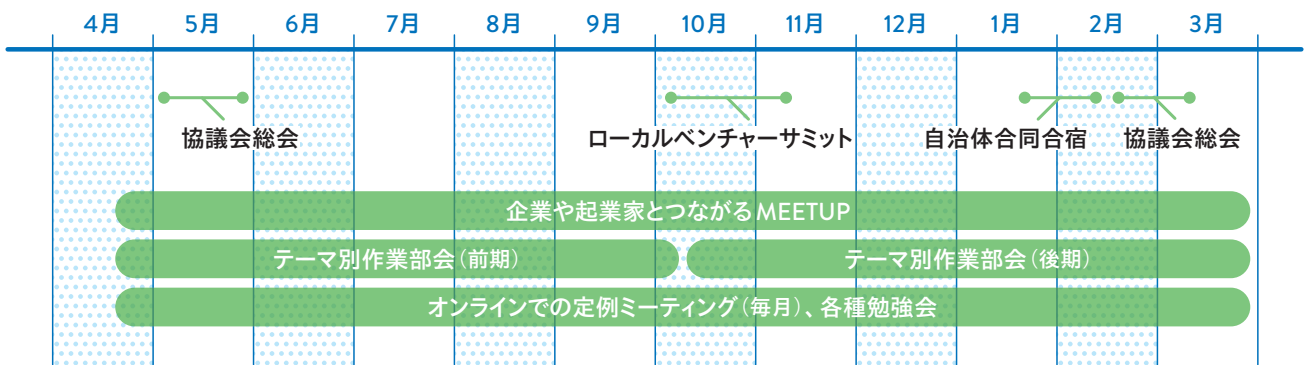 4月 5月 6月 7月 8月 9月 10月 11月 12月 1月 2月 3月
協議会総会 ローカルベンチャーサミット 自治体合同合宿 協議会総会
企業や起業家とつながるMEETUP
テーマ別作業部会（前期） テーマ別作業部会（後期）
オンラインでの定例ミーティング（毎月）、各種勉強会